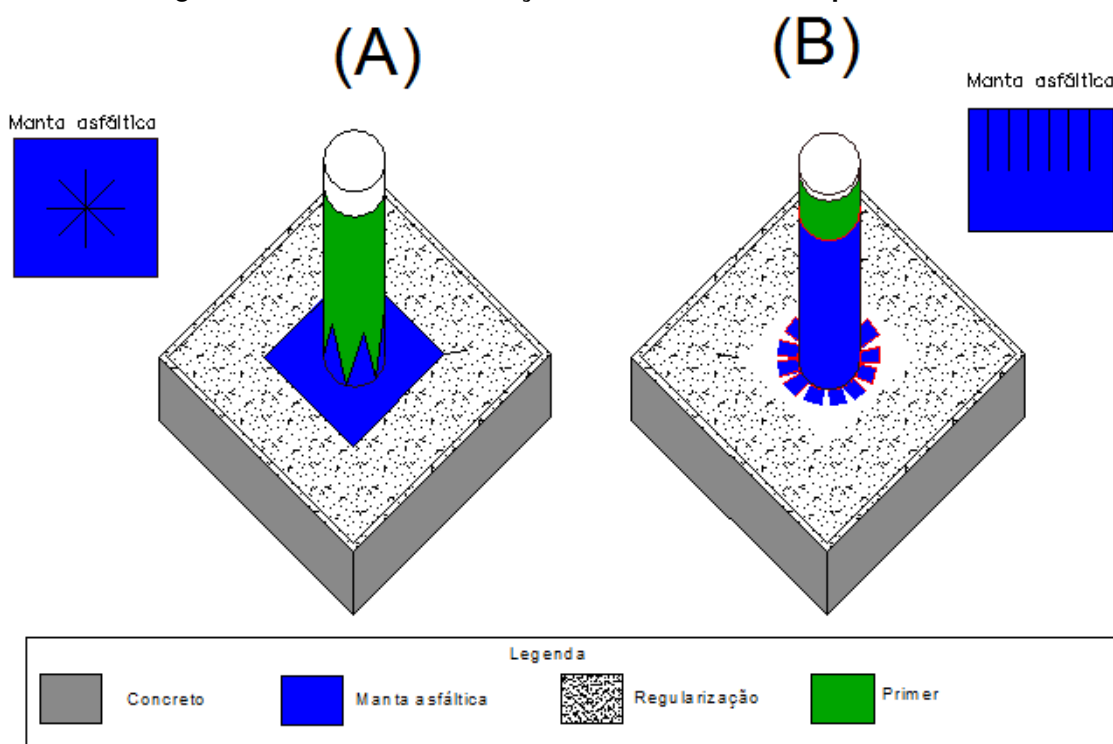 (A)
(B)
Manta asfáltica
Manta asfáltica
Legenda
Concreto
Manta asfáltica
Regularização
Primer